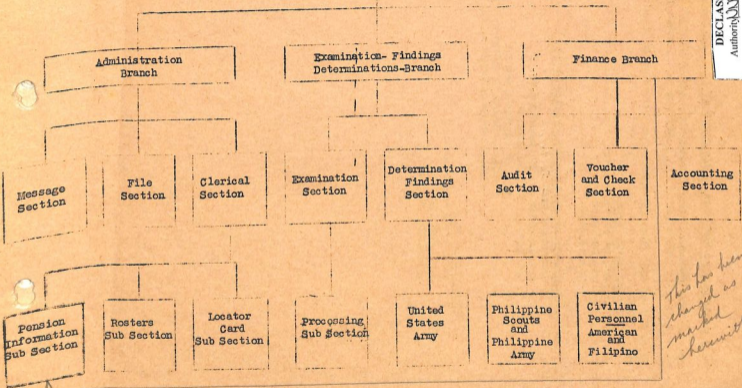 DECLAS
Authority
Administration
Branch
Examination- Findings
Determinations-Branch
Finance Branch
Message
Section
File
Section
Clerical
Section
Examination
Section
Determination
Findings
Section
Audit
Section
Voucher
and Check
Section
Accounting
Section
Pension
Information
Sub Section
Rosters
Sub Section
Locator
Card
Sub Section
Processing
Sub Section
United
States
Army
Philippine
Scouts
and
Philippine
Army
Civilian
Personnel
American
and
Filipino
This has been
changed as
marked
herewith